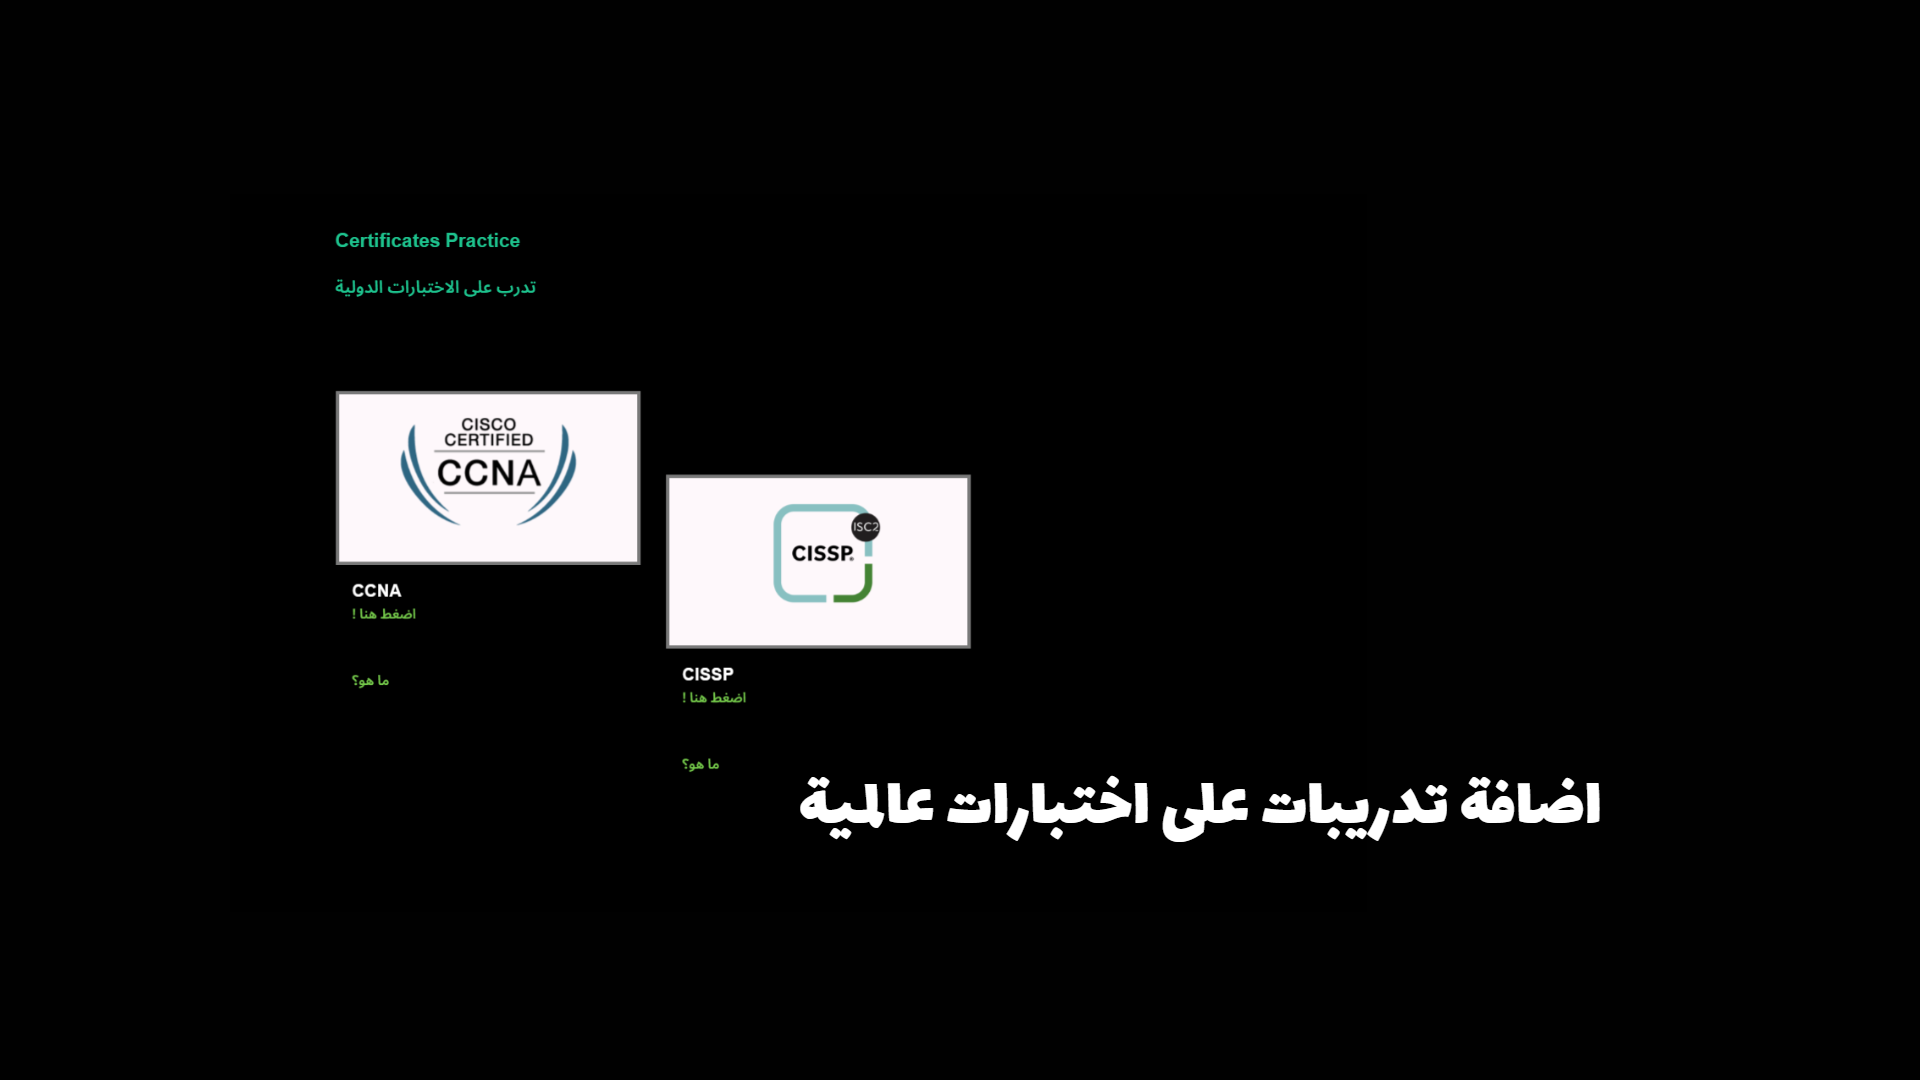 Certificates Practice
تدرب على الاختبارات الدولية
CISCO
CERTIFIED
CCNA
CCNA
اضغط هنا !
ما هو؟
ISC2
CISSP.
CISSP
اضغط هنا !
ما هو؟
اضافة تدريبات على اختبارات عالمية